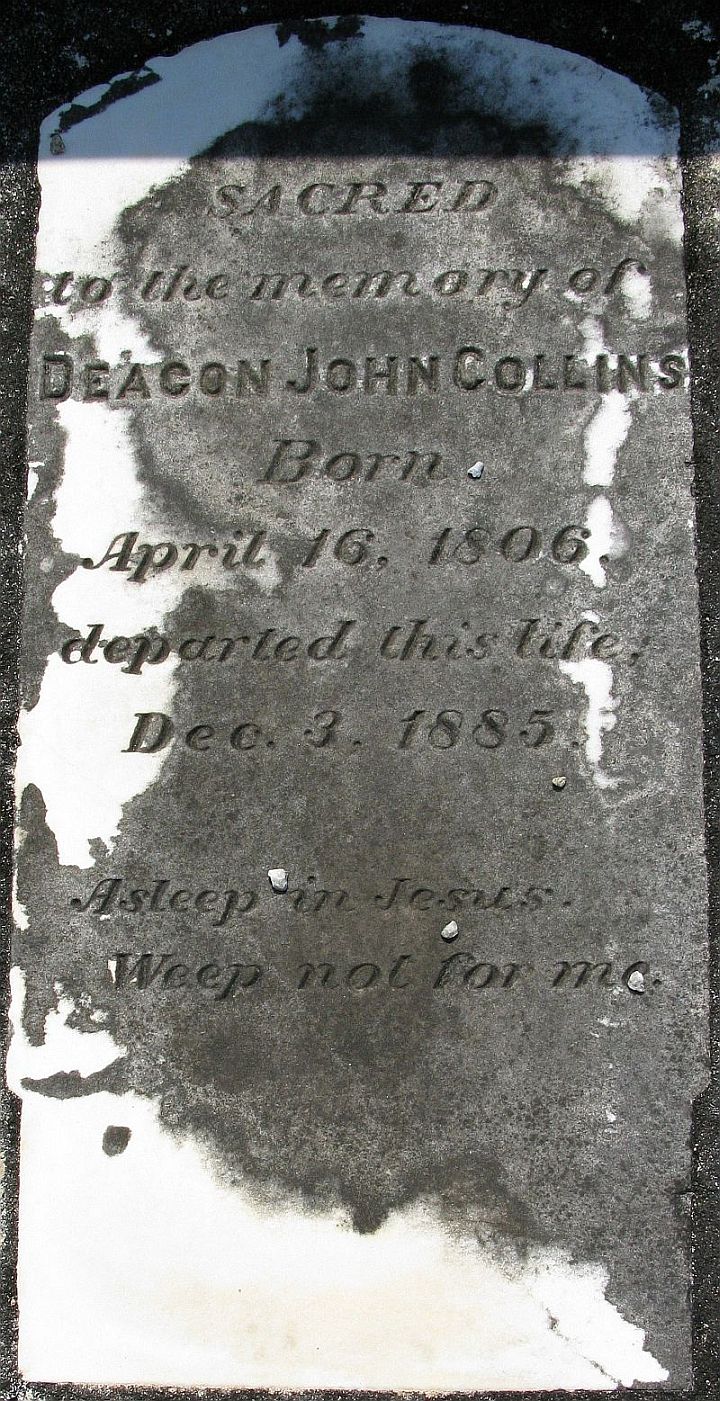 SACRED
to the memory of
DEACON JOHN COLLINS
Born
April 16, 1806.
departed this life;
Dec. 3. 1885.
Asleep in Jesus.
Weep not for me.